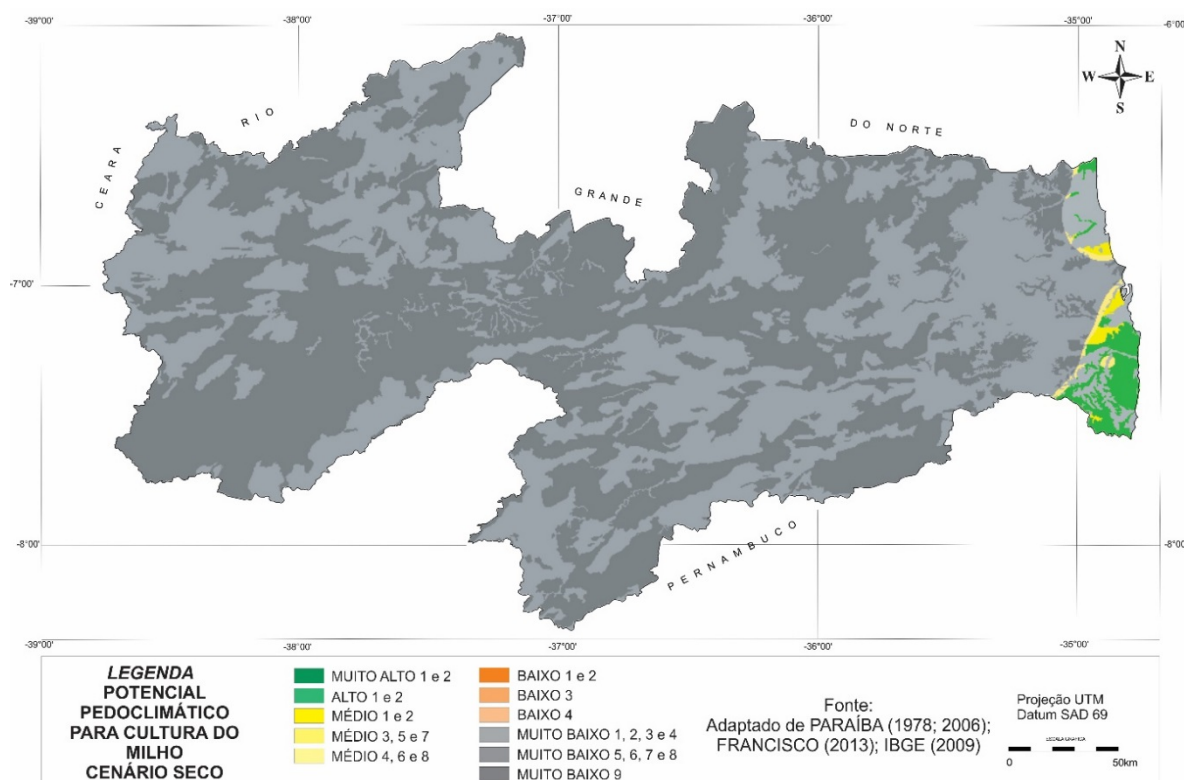 -39°00'
-38°00'
-37°00'
-36°00'
-35°00'
-6°00'
N
W E
S
RIO
GRANDE
DO NORTE
CEARA
-7°00'
-8°00'
-8°00'
PERNAMBUCO
-39°00'
-38°00'
-37°00'
-36°00'
-35°00'
LEGENDA
POTENCIAL
PEDOCLIMÁTICO
PARA CULTURA DO
MILHO
CENÁRIO SECO
MUITO ALTO 1 e 2
ALTO 1 e 2
MÉDIO 1 e 2
MÉDIO 3, 5 e 7
MÉDIO 4, 6 e 8
BAIXO 1 e 2
BAIXO 3
BAIXO 4
MUITO BAIXO 1, 2, 3 e 4
MUITO BAIXO 5, 6, 7 e 8
MUITO BAIXO 9
Fonte:
Adaptado de PARAÍBA (1978; 2006);
FRANCISCO (2013); IBGE (2009)
Projeção UTM
Datum SAD 69
ESCALA GRÁFICA
0 50km